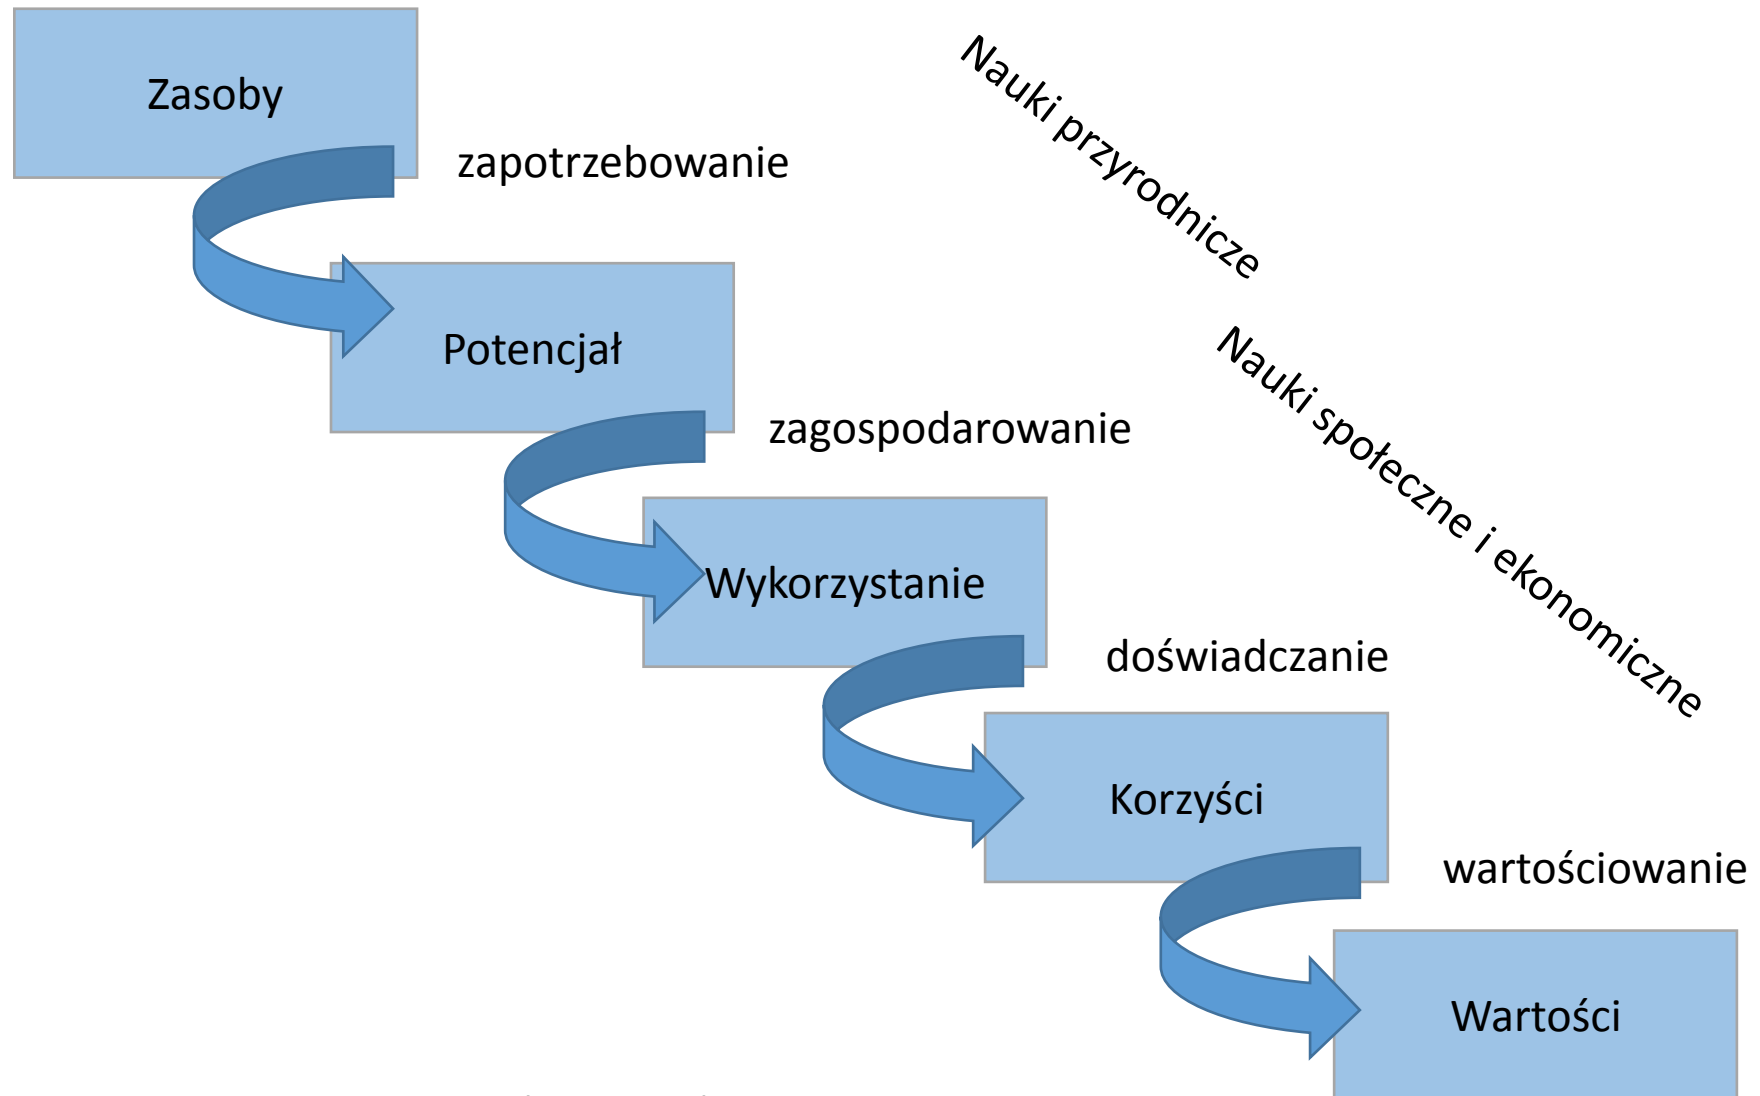 Zasoby
Nauki przyrodnicze
zapotrzebowanie
Potencjał
Nauki społeczne i ekonomiczne
zagospodarowanie
Wykorzystanie
doświadczanie
Korzyści
wartościowanie
Wartości